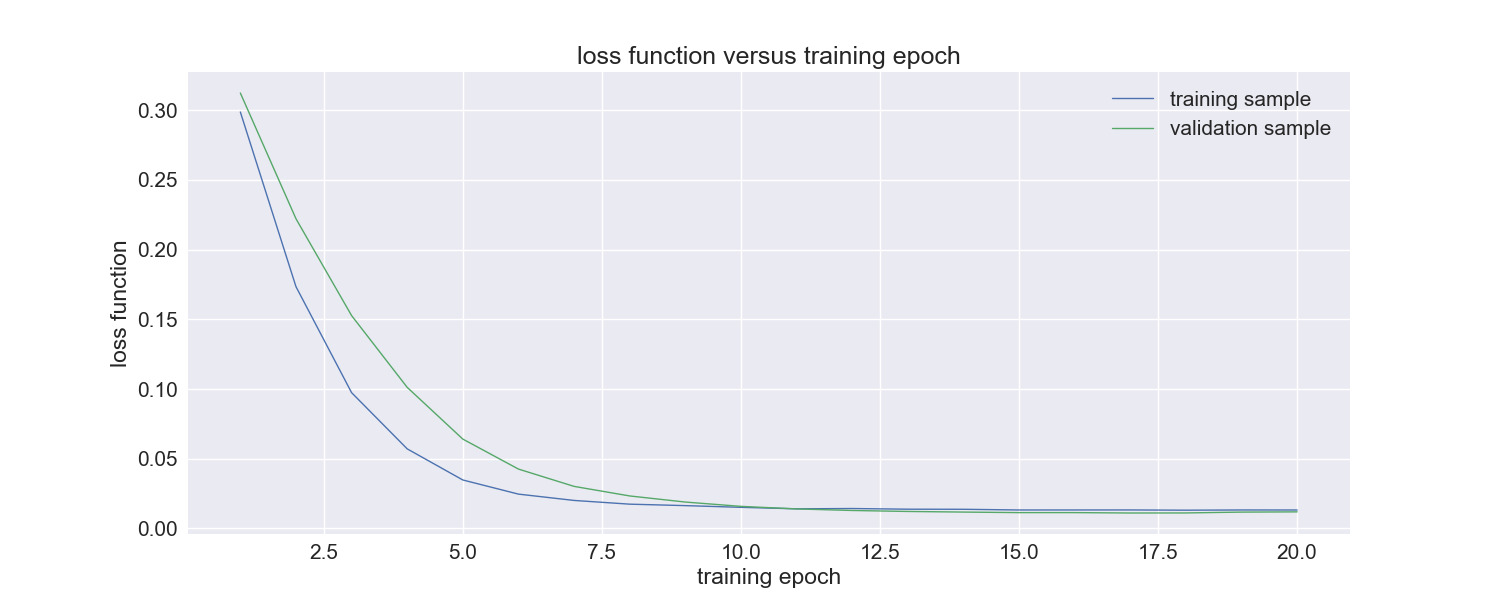 loss function versus training epoch
training sample
validation sample
0.30
0.25
0.20
0.15
0.10
0.05
0.00
loss function
2.5 5.0 7.5 10.0 12.5 15.0 17.5 20.0
training epoch